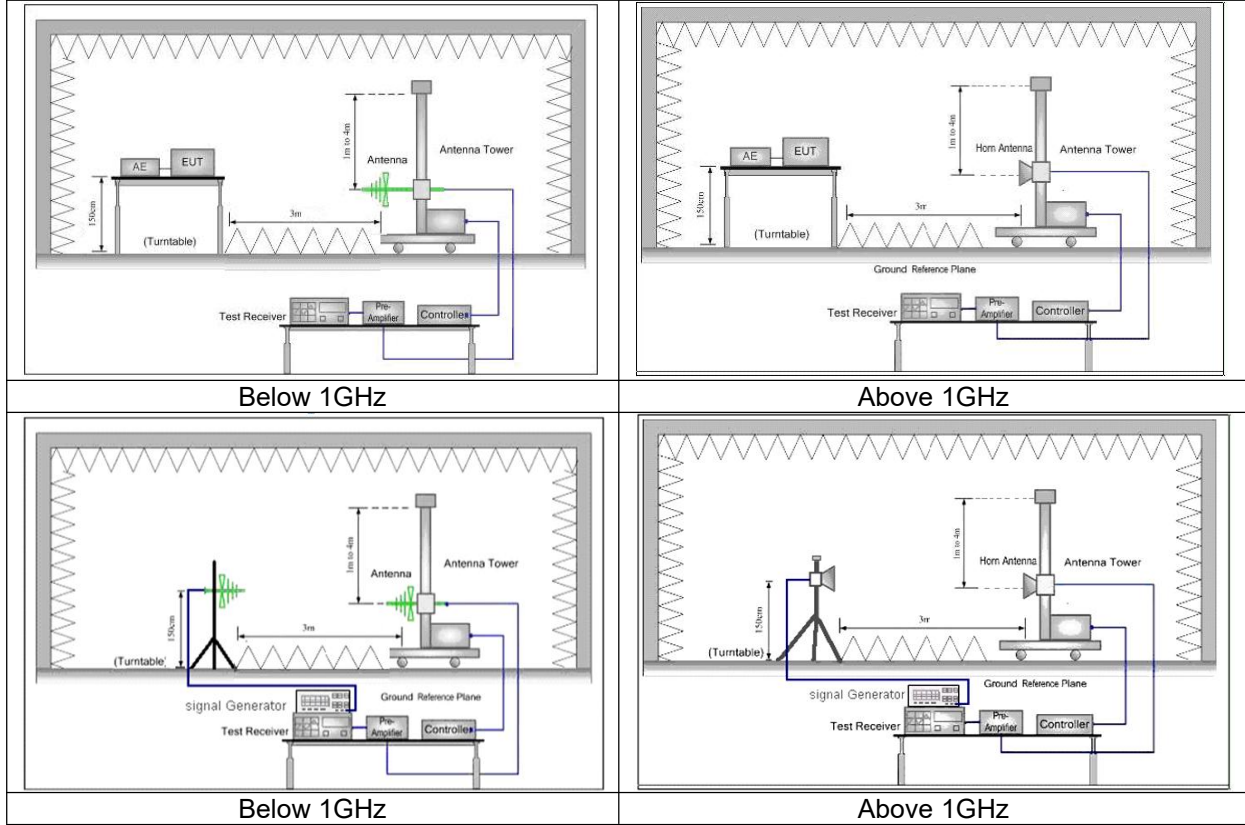 1m to 4m
Antenna
Antenna Tower
AE
EUT
150cm
3m
(Turntable)
Test Receiver
Pre-
Amplifier
Controller
Below 1GHz
1m to 4m
Horn Antenna
Antenna Tower
AE
EUT
150cm
3m
(Turntable)
Ground Reference Plane
Test Receiver
Pre-
Amplifier
Controller
Above 1GHz
1m to 4m
Antenna
Antenna Tower
150cm
3m
(Turntable)
Ground Reference Plane
signal Generator
Test Receiver
Pre-
Amplifier
Controller
Below 1GHz
1m to 4m
Horn Antenna
Antenna Tower
150cm
3m
(Turntable)
Ground Reference Plane
signal Generator
Test Receiver
Pre-
Amplifier
Controller
Above 1GHz